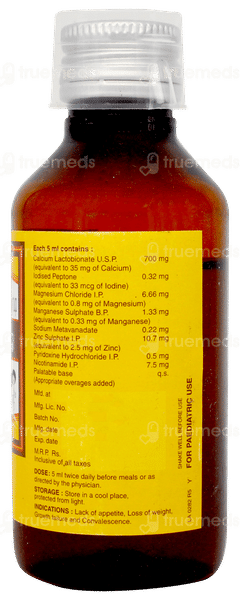 Each 5 ml contains :
Calcium Lactobionate U.S.P. 700 mg
(equivalent to 35 mg of Calcium)
Iodised Peptone 0.32 mg
(equivalent to 33 mcg of Iodine)
Magnesium Chloride I.P. 6.66 mg
(equivalent to 0.8 mg of Magnesium)
Manganese Sulphate B.P. 1.33 mg
(equivalent to 0.33 mg of Manganese)
Sodium Metavanadate 0.22 mg
Zinc Sulphate I.P. 10.7 mg
(equivalent to 2.5 mg of Zinc)
Pyridoxine Hydrochloride I.P. 0.5 mg
Nicotinamide I.P. 7.5 mg
Palatable base q.s.
(Appropriate overages added)
Mfd. at
Mfg. Lic. No.
Batch No.
Mfg. date
Exp. date
M.R.P. Rs.
Inclusive of all taxes
DOSE: 5 ml twice daily before meals or as
directed by the physician.
STORAGE : Store in a cool place,
protected from light.
INDICATIONS : Lack of appetite, Loss of weight,
Growth failure and Convalescence.
SHAKE WELL BEFORE USE
FOR PAEDIATRIC USE
truemeds
truemeds
truemeds
truemeds
truemeds
truemeds